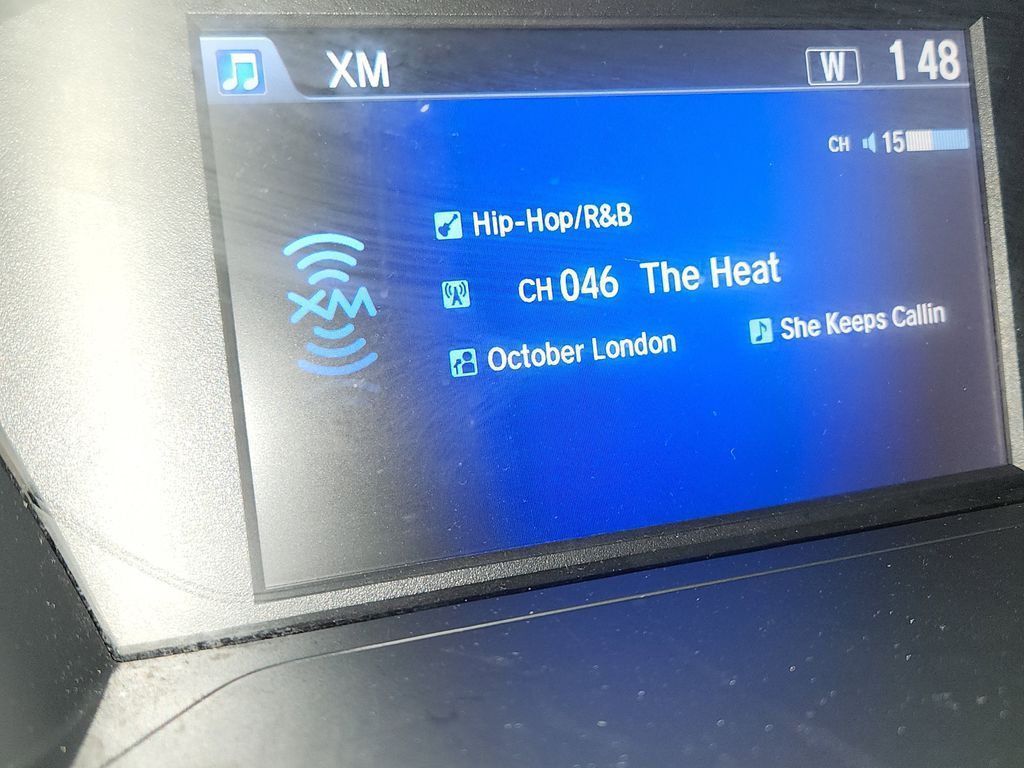 XM W 1 48
CH 15
Hip-Hop/R&B
XM
CH 046 The Heat
October London She Keeps Callin